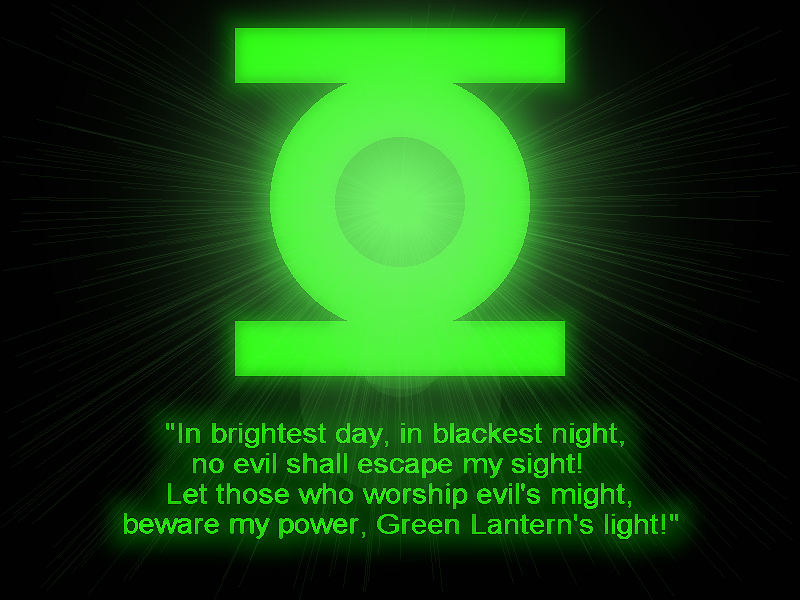 "In brightest day, in blackest night,
no evil shall escape my sight!
Let those who worship evil's might,
beware my power, Green Lantern's light!"